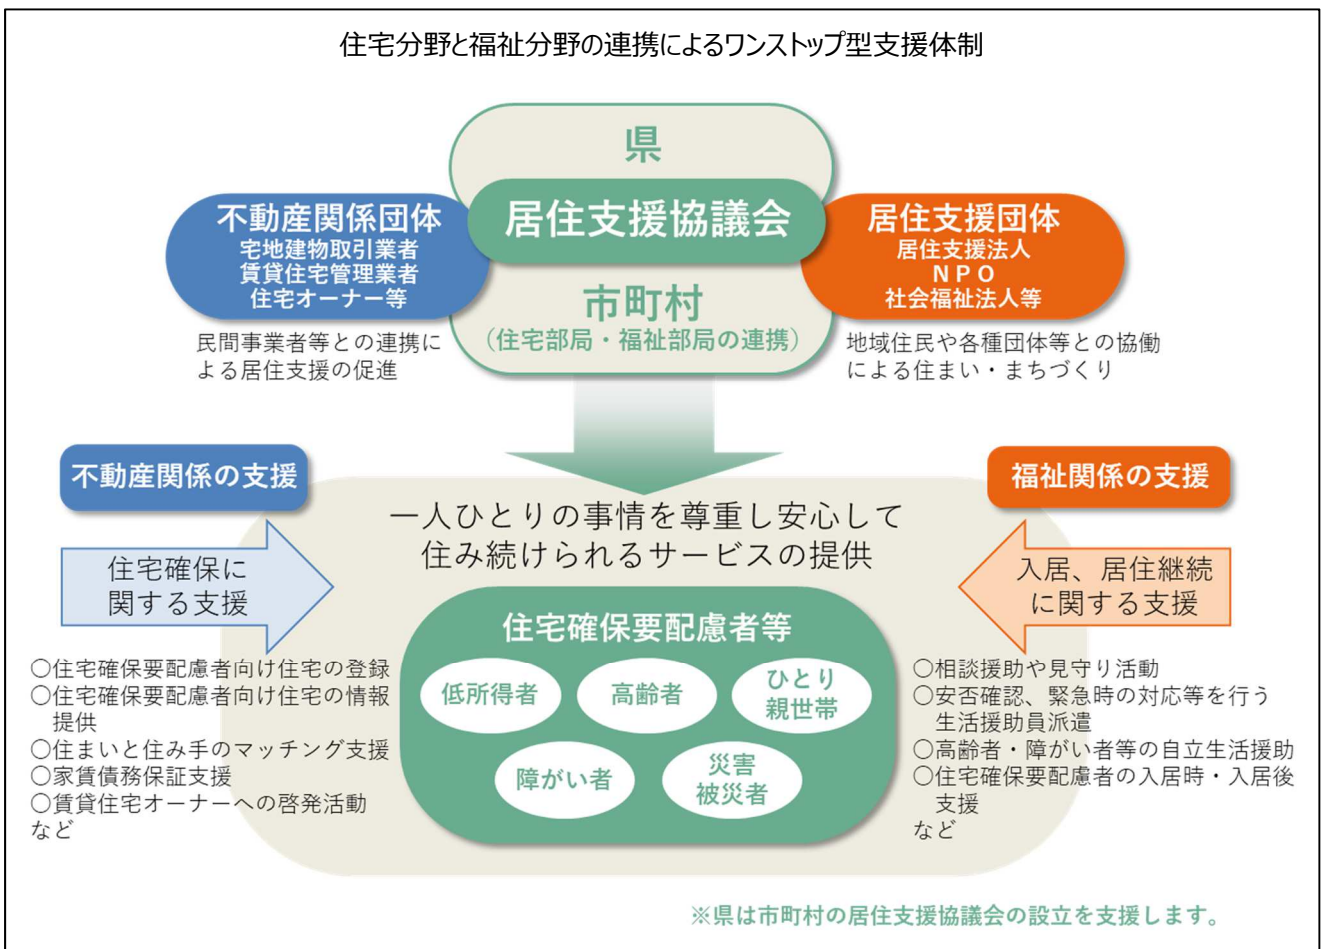 住宅分野と福祉分野の連携によるワンストップ型支援体制
県
居住支援協議会
市町村
（住宅部局・福祉部局の連携）
不動産関係団体
宅地建物取引業者
賃貸住宅管理業者
住宅オーナー等
民間事業者等との連携に
よる居住支援の促進
居住支援団体
居住支援法人
ＮＰＯ
社会福祉法人等
地域住民や各種団体等との協働
による住まい・まちづくり
不動産関係の支援
住宅確保に
関する支援
〇住宅確保要配慮者向け住宅の登録
〇住宅確保要配慮者向け住宅の情報
提供
〇住まいと住み手のマッチング支援
〇家賃債務保証支援
〇賃貸住宅オーナーへの啓発活動
など
一人ひとりの事情を尊重し安心して
住み続けられるサービスの提供
住宅確保要配慮者等
低所得者
高齢者
ひとり
親世帯
障がい者
災害
被災者
福祉関係の支援
入居、居住継続
に関する支援
〇相談援助や見守り活動
〇安否確認、緊急時の対応等を行う
生活援助員派遣
〇高齢者・障がい者等の自立生活援助
〇住宅確保要配慮者の入居時・入居後
支援
など
※県は市町村の居住支援協議会の設立を支援します。